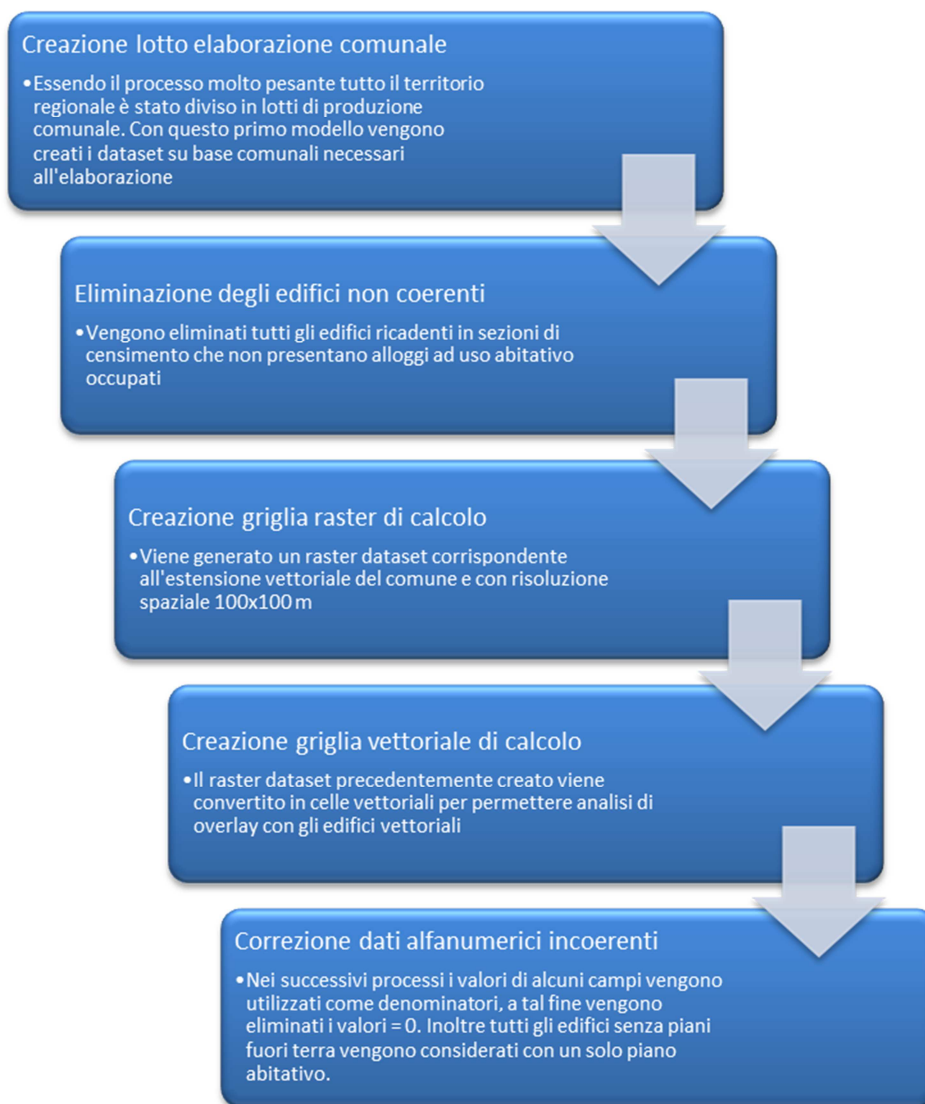 Creazione lotto elaborazione comunale
•Essendo il processo molto pesante tutto il territorio
regionale è stato diviso in lotti di produzione
comunale. Con questo primo modello vengono
creati i dataset su base comunali necessari
all'elaborazione
Eliminazione degli edifici non coerenti
•Vengono eliminati tutti gli edifici ricadenti in sezioni di
censimento che non presentano alloggi ad uso abitativo
occupati
Creazione griglia raster di calcolo
•Viene generato un raster dataset corrispondente
all'estensione vettoriale del comune e con risoluzione
spaziale 100x100 m
Creazione griglia vettoriale di calcolo
•Il raster dataset precedentemente creato viene
convertito in celle vettoriali per permettere analisi di
overlay con gli edifici vettoriali
Correzione dati alfanumerici incoerenti
•Nei successivi processi i valori di alcuni campi vengono
utilizzati come denominatori, a tal fine vengono
eliminati i valori = 0. Inoltre tutti gli edifici senza piani
fuori terra vengono considerati con un solo piano
abitativo.